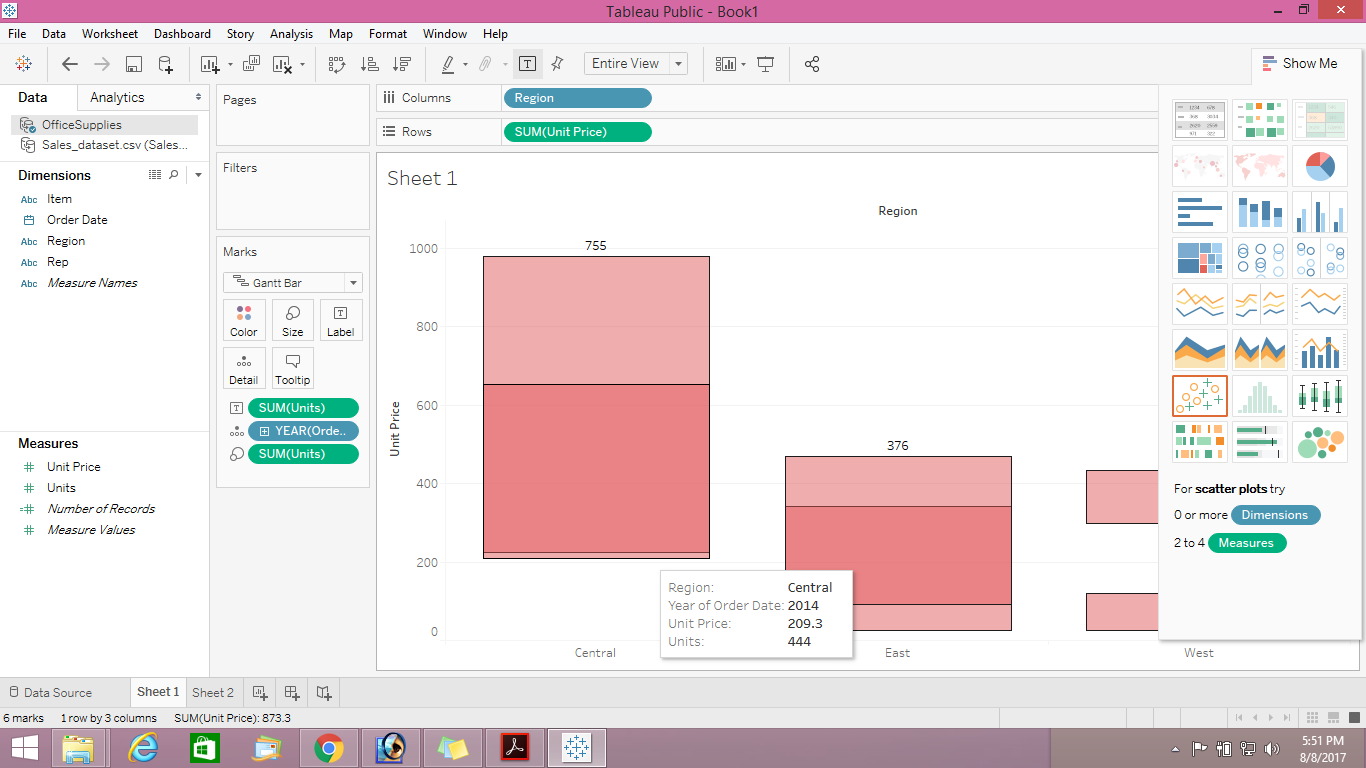 Tableau Public - Book1
File Data Worksheet Dashboard Story Analysis Map Format Window Help
Entire View
Show Me
Data Analytics
OfficeSupplies
Sales_dataset.csv (Sales...
Dimensions
Abc Item
Order Date
Abc Region
Abc Rep
Abc Measure Names
Measures
Unit Price
Units
Number of Records
Measure Values
Pages
Filters
Marks
Gantt Bar
Color Size Label
Detail Tooltip
SUM(Units)
YEAR(Orde..
SUM(Units)
Columns Region
Rows SUM(Unit Price)
Sheet 1
Region
Unit Price
1000
800
600
400
200
0
755
376
Central East West
Region: Central
Year of Order Date: 2014
Unit Price: 209.3
Units: 444
For scatter plots try
0 or more Dimensions
2 to 4 Measures
Data Source Sheet 1 Sheet 2
6 marks 1 row by 3 columns SUM(Unit Price): 873.3
5:51 PM
8/8/2017